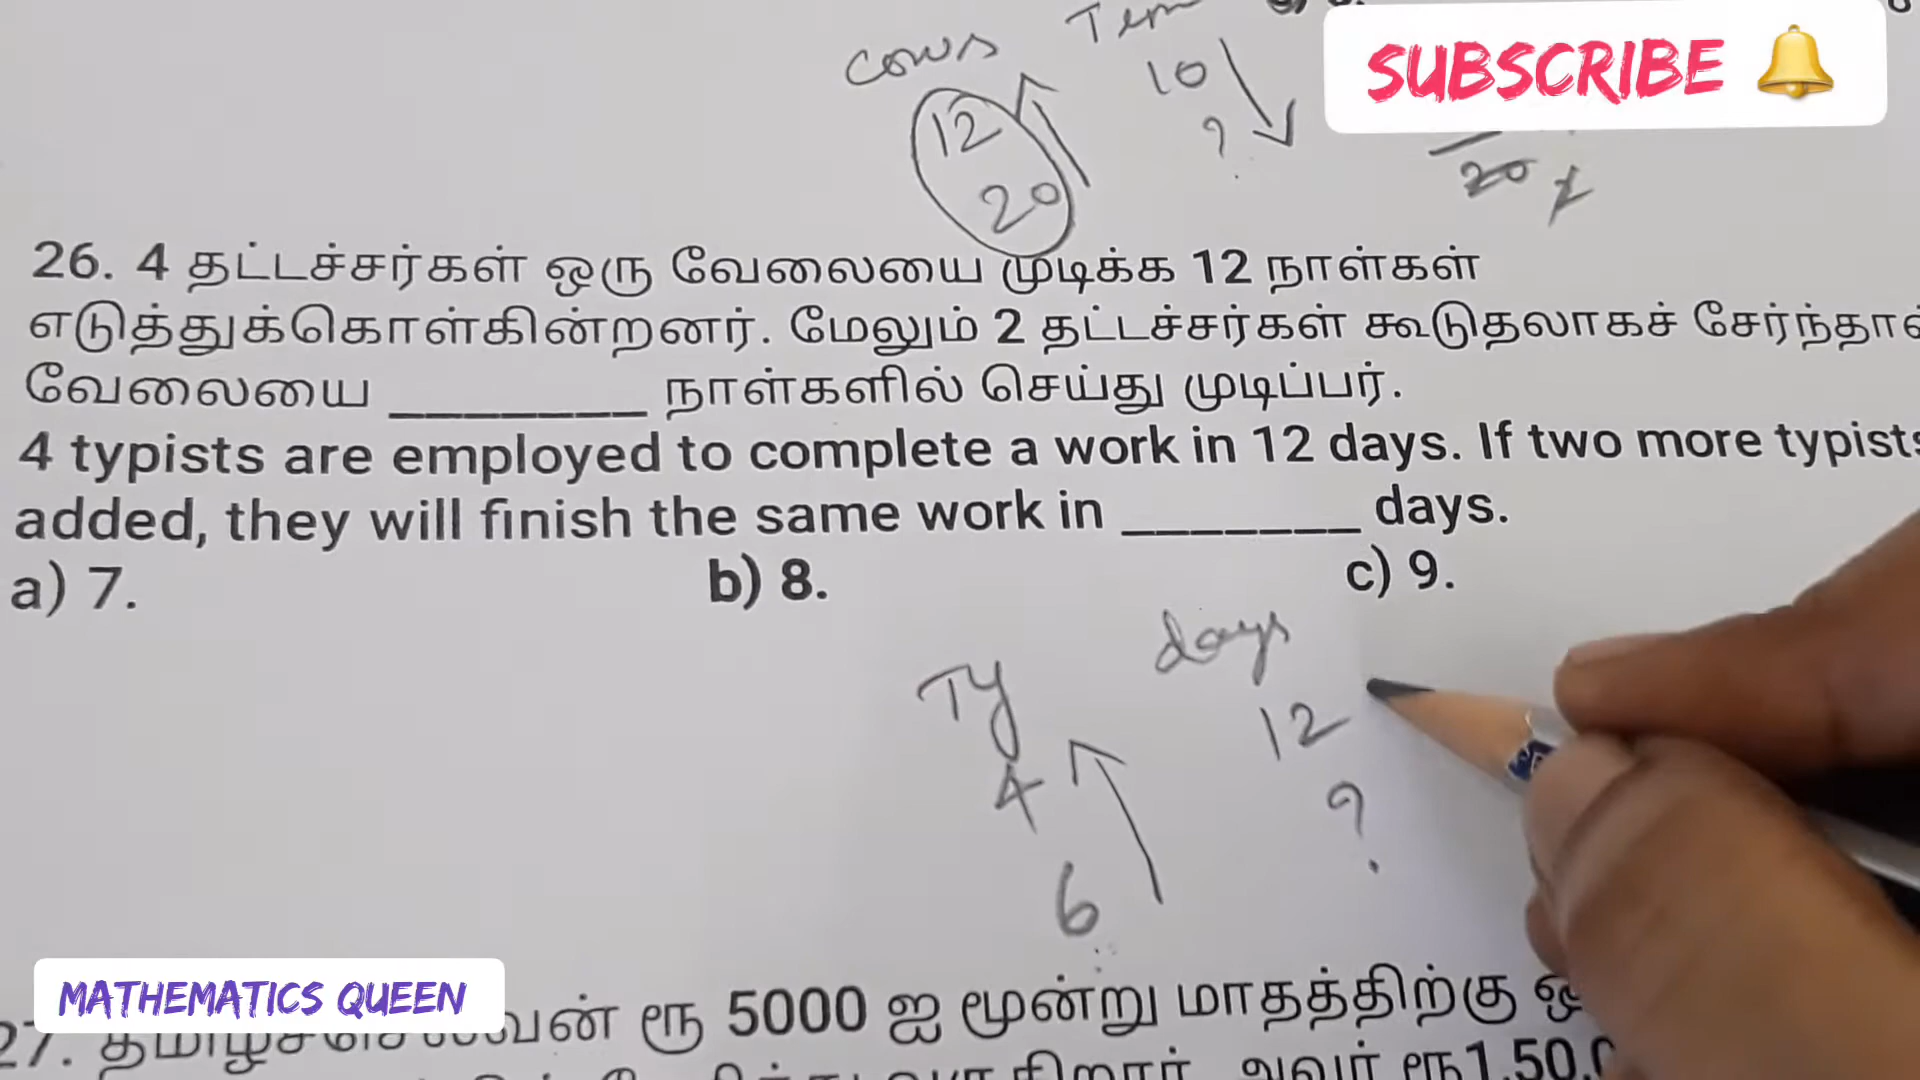 cows
SUBSCRIBE
12
10
20
?
20
26. 4 தட்டச்சர்கள் ஒரு வேலையை முடிக்க 12 நாள்கள்
எடுத்துக்கொள்கின்றனர். மேலும் 2 தட்டச்சர்கள் கூடுதலாகச்
வேலையை ________ நாள்களில் செய்து முடிப்பர்.
4 typists are employed to complete a work in 12 days. If two more typists
added, they will finish the same work in _______ days.
a) 7. b) 8. c) 9.
Ty days
4 12
6 ?
MATHEMATICS QUEEN
ரூ 5000 ஐ மூன்று மாதத்திற்கு
27.